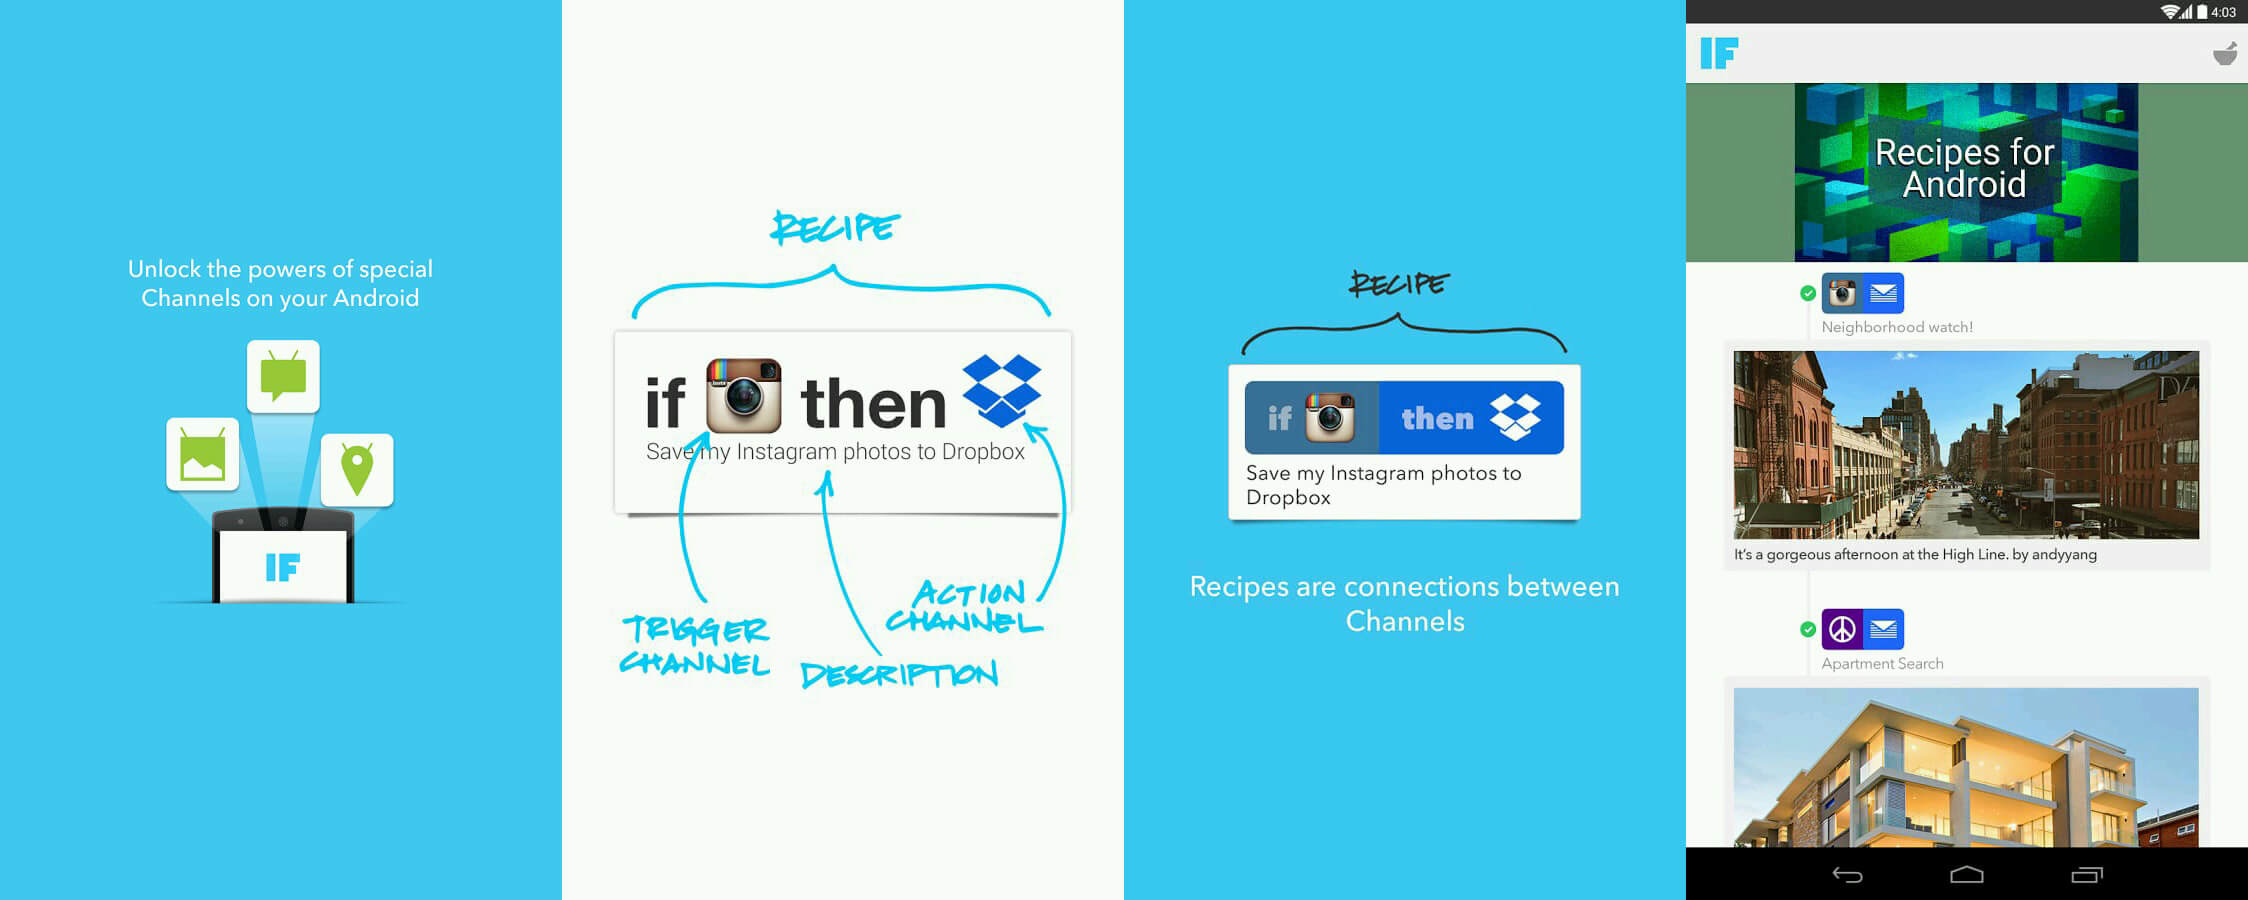 Unlock the powers of special
Channels on your Android
IF
RECIPE
if then
Save my Instagram photos to Dropbox
TRIGGER
CHANNEL
DESCRIPTION
ACTION
CHANNEL
RECIPE
if then
Save my Instagram photos to
Dropbox
Recipes are connections between
Channels
4:03
IF
Recipes for
Android
Neighborhood watch!
It's a gorgeous afternoon at the High Line. by andyyang
Apartment Search